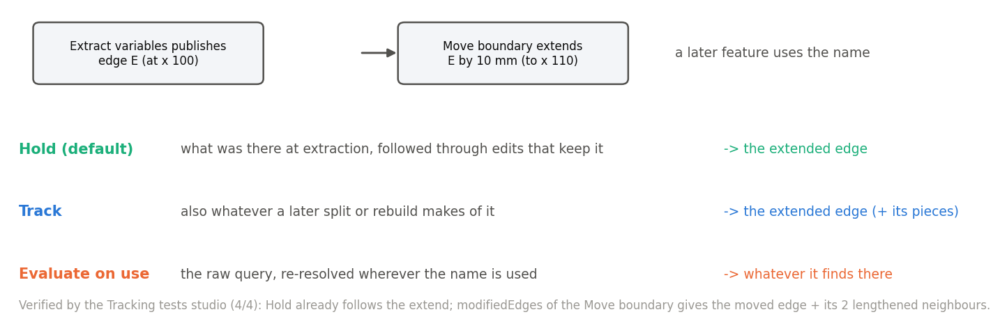 Extract variables publishes
edge E (at x 100)
Move boundary extends
E by 10 mm (to x 110)
a later feature uses the name
Hold (default) what was there at extraction, followed through edits that keep it -> the extended edge
Track also whatever a later split or rebuild makes of it -> the extended edge (+ its pieces)
Evaluate on use the raw query, re-resolved wherever the name is used -> whatever it finds there
Verified by the Tracking tests studio (4/4): Hold already follows the extend; modifiedEdges of the Move boundary gives the moved edge + its 2 lengthened neighbours.